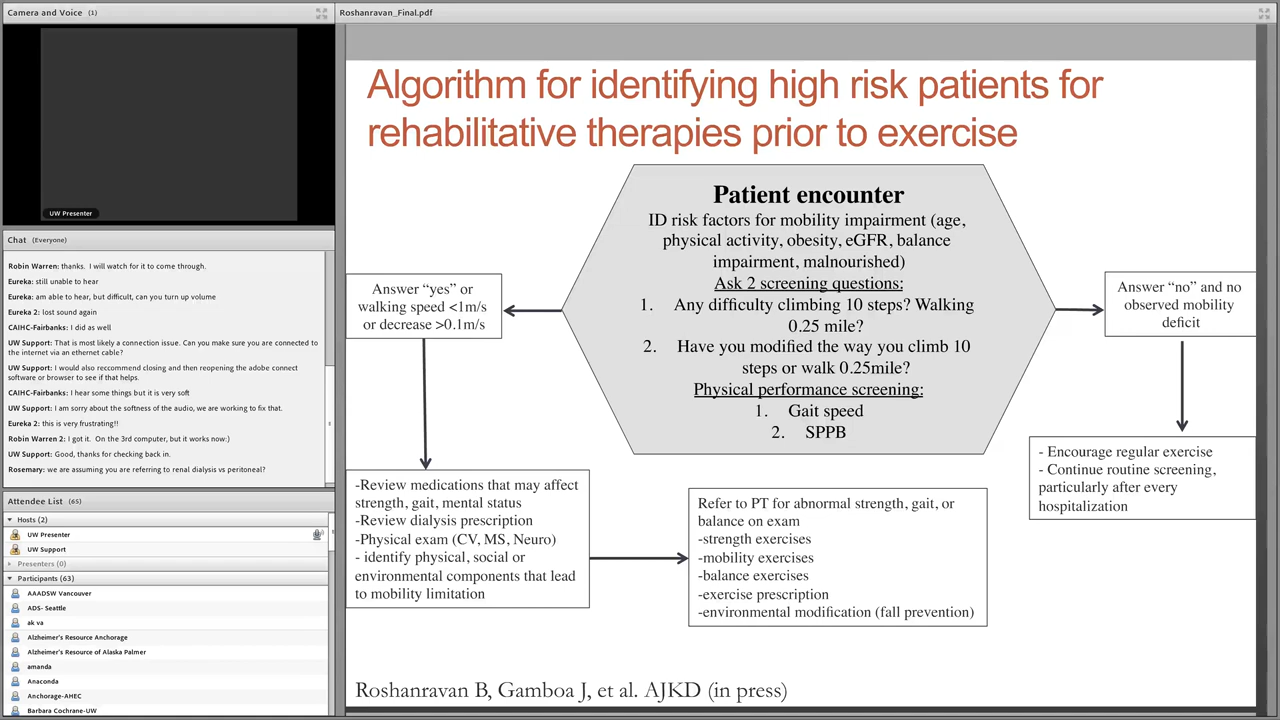 Camera and Voice (1)
UW Presenter
Chat (Everyone)
Robin Warren: thanks. I will watch for it to come through.
Eureka: still unable to hear
Eureka: am able to hear, but difficult, can you turn up volume
Eureka 2: lost sound again
CAIHC-Fairbanks: I did as well
UW Support: That is most likely a connection issue. Can you make sure you are connected to
the internet via an ethernet cable?
UW Support: I would also reccommend closing and then reopening the adobe connect
software or browser to see if that helps.
CAIHC-Fairbanks: I hear some things but it is very soft
UW Support: I am sorry about the softness of the audio, we are working to fix that.
Eureka 2: this is very frustrating!!
Robin Warren 2: I got it. On the 3rd computer, but it works now:)
UW Support: Good, thanks for checking back in.
Rosemary: we are assuming you are referring to renal dialysis vs peritoneal?
Attendee List (65)
Hosts (2)
UW Presenter
UW Support
Presenters (0)
Participants (63)
AAADSW Vancouver
ADS- Seattle
ak va
Alzheimer's Resource Anchorage
Alzheimer's Resource of Alaska Palmer
amanda
Anaconda
Anchorage-AHEC
Barbara Cochrane-UW
Roshanravan_Final.pdf
Algorithm for identifying high risk patients for
rehabilitative therapies prior to exercise
Patient encounter
ID risk factors for mobility impairment (age,
physical activity, obesity, eGFR, balance
impairment, malnourished)
Ask 2 screening questions:
1. Any difficulty climbing 10 steps? Walking
0.25 mile?
2. Have you modified the way you climb 10
steps or walk 0.25mile?
Physical performance screening:
1. Gait speed
2. SPPB
Answer “yes” or
walking speed <1m/s
or decrease >0.1m/s
Answer “no” and no
observed mobility
deficit
-Review medications that may affect
strength, gait, mental status
-Review dialysis prescription
-Physical exam (CV, MS, Neuro)
- identify physical, social or
environmental components that lead
to mobility limitation
Refer to PT for abnormal strength, gait, or
balance on exam
-strength exercises
-mobility exercises
-balance exercises
-exercise prescription
-environmental modification (fall prevention)
- Encourage regular exercise
- Continue routine screening,
particularly after every
hospitalization
Roshanravan B, Gamboa J, et al. AJKD (in press)